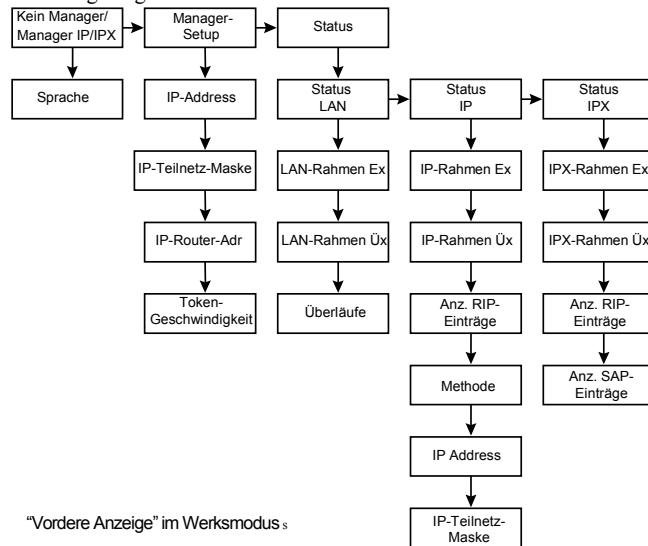 Kein Manager/
Manager IP/IPX
Manager-
Setup
Status
Sprache
IP-Address
Status
LAN
Status
IP
Status
IPX
IP-Teilnetz-Maske
LAN-Rahmen Ex
IP-Rahmen Ex
IPX-Rahmen Ex
IP-Router-Adr
LAN-Rahmen Üx
IP-Rahmen Üx
IPX-Rahmen Üx
Token-
Geschwindigkeit
Überläufe
Anz. RIP-
Einträge
Anz. RIP-
Einträge
Methode
Anz. SAP-
Einträge
IP Address
IP-Teilnetz-
Maske
“Vordere Anzeige” im Werksmodus s